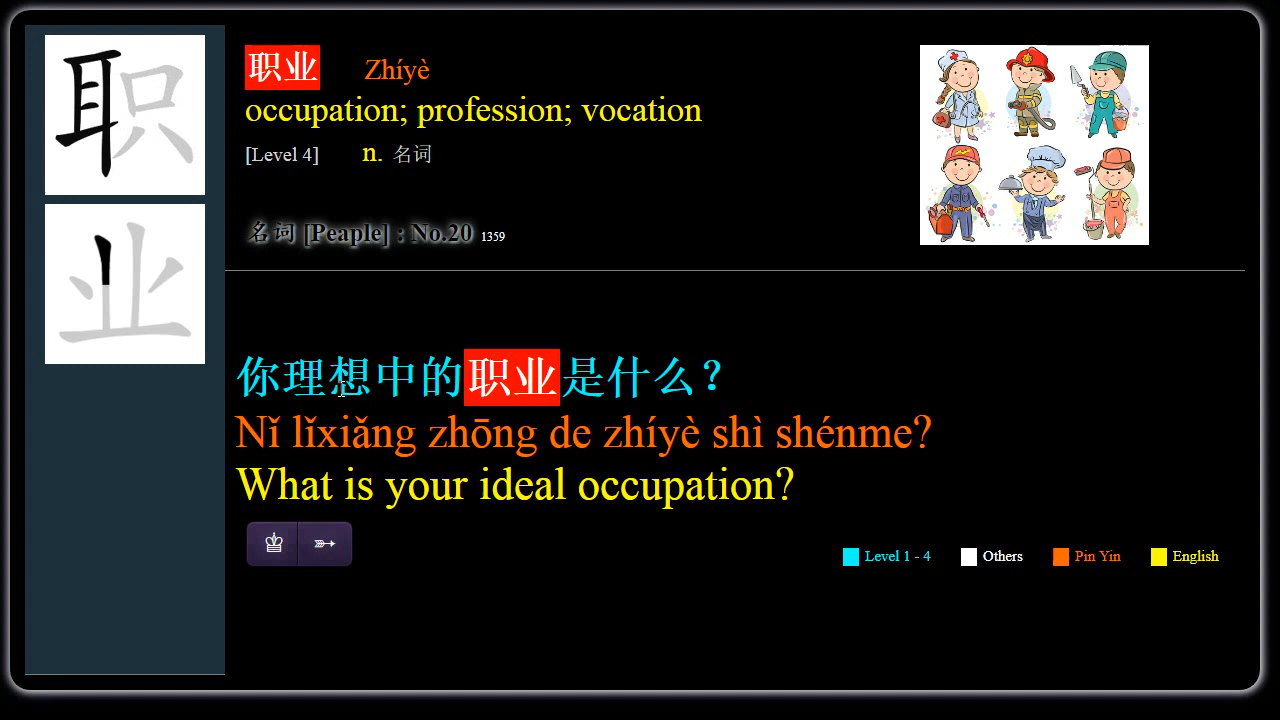 职业 Zhíyè
occupation; profession; vocation
[Level 4] n. 名词
名词 [Peaple] : No.20 1359
你理想中的职业是什么？
Nǐ lǐxiǎng zhōng de zhíyè shì shénme?
What is your ideal occupation?
Level 1 - 4 Others Pin Yin English
职
业